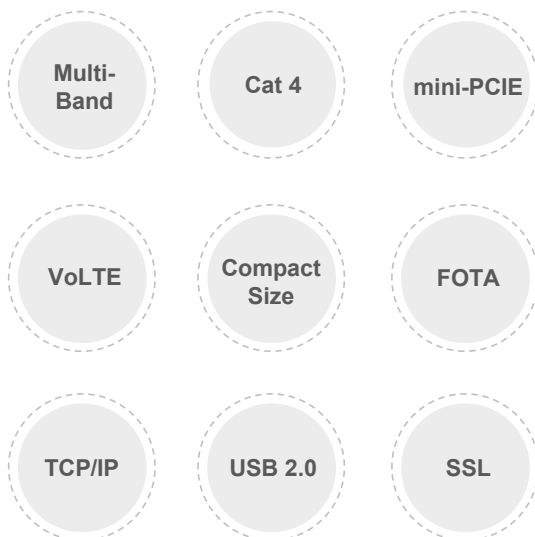 Multi-
Band
Cat 4
mini-PCIE
VoLTE
Compact
Size
FOTA
TCP/IP
USB 2.0
SSL